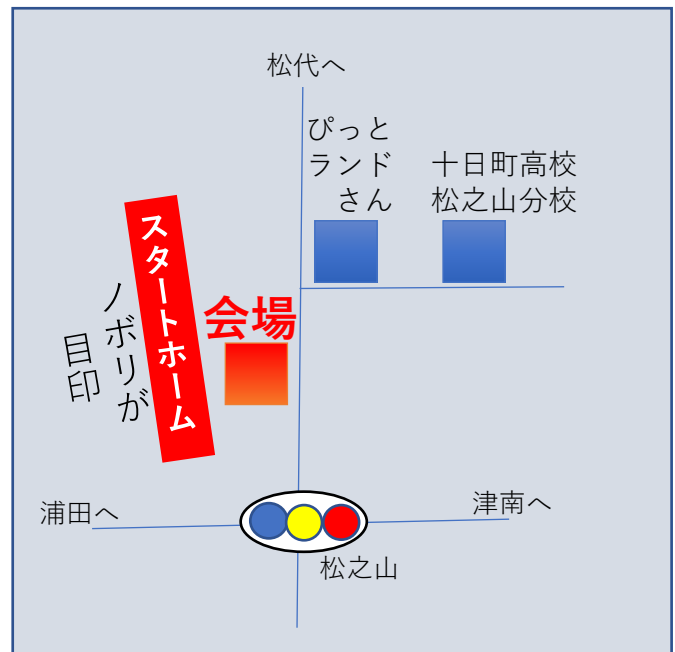 松代へ
ぴっと
ランド
さん
十日町高校
松之山分校
スタートホーム
ノボリが
目印
会場
浦田へ
津南へ
松之山